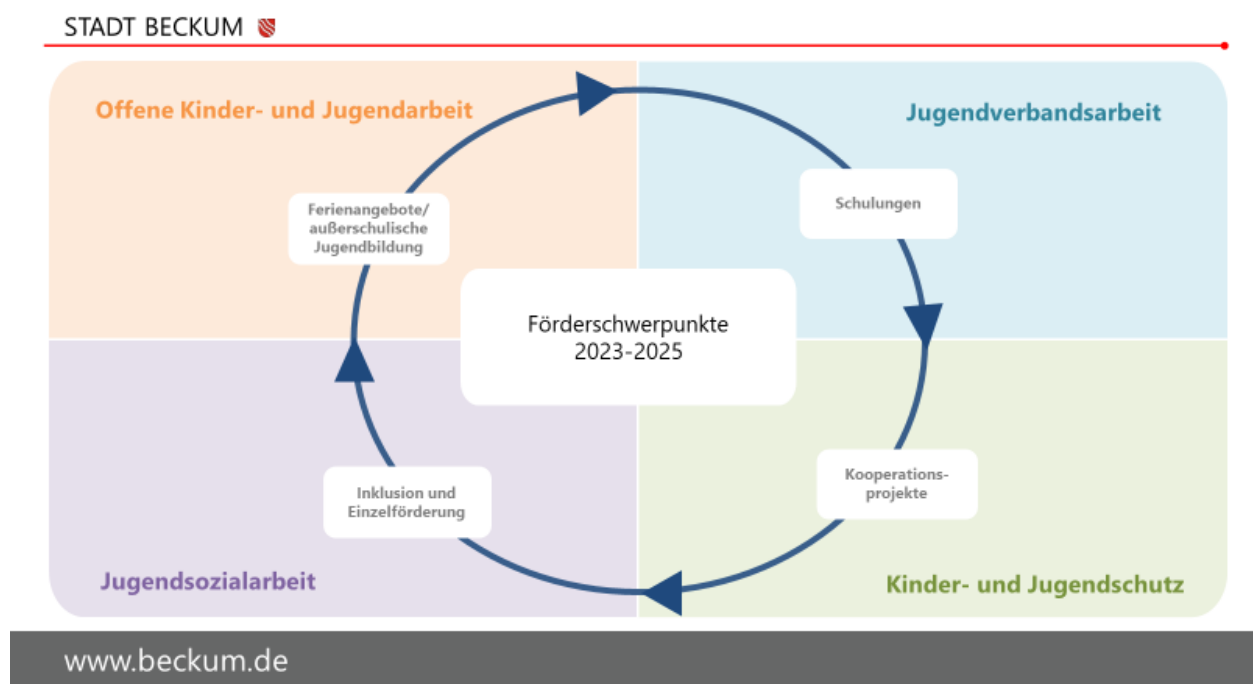 STADT BECKUM
Offene Kinder- und Jugendarbeit
Jugendverbandsarbeit
Ferienangebote/
außerschulische
Jugendbildung
Schulungen
Förderschwerpunkte
2023-2025
Inklusion und
Einzelförderung
Kooperations-
projekte
Jugendsozialarbeit
Kinder- und Jugendschutz
www.beckum.de